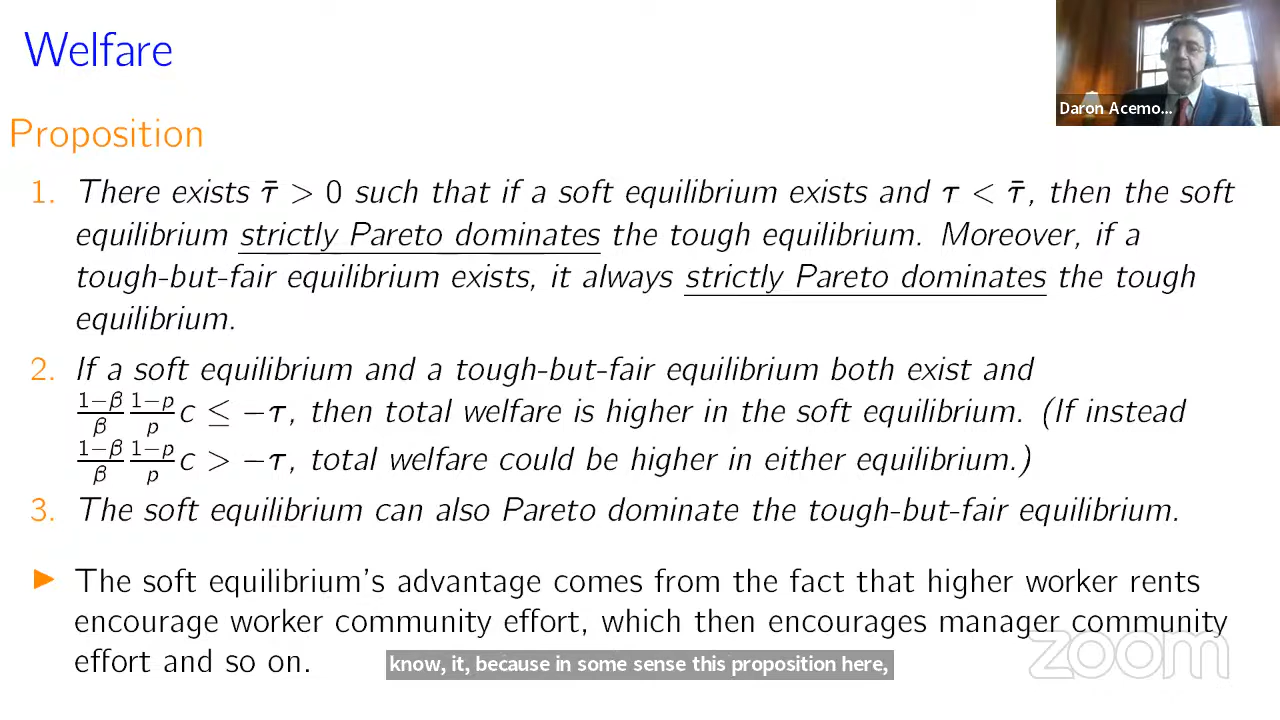 Welfare
Daron Acemo...
Proposition
1. There exists τ̄ > 0 such that if a soft equilibrium exists and τ < τ̄, then the soft
equilibrium strictly Pareto dominates the tough equilibrium. Moreover, if a
tough-but-fair equilibrium exists, it always strictly Pareto dominates the tough
equilibrium.
2. If a soft equilibrium and a tough-but-fair equilibrium both exist and
(1−β)/β (1−p)/p c ≤ −τ, then total welfare is higher in the soft equilibrium. (If instead
(1−β)/β (1−p)/p c > −τ, total welfare could be higher in either equilibrium.)
3. The soft equilibrium can also Pareto dominate the tough-but-fair equilibrium.
▶ The soft equilibrium's advantage comes from the fact that higher worker rents
encourage worker community effort, which then encourages manager community
effort and so on.
know, it, because in some sense this proposition here,
zoom